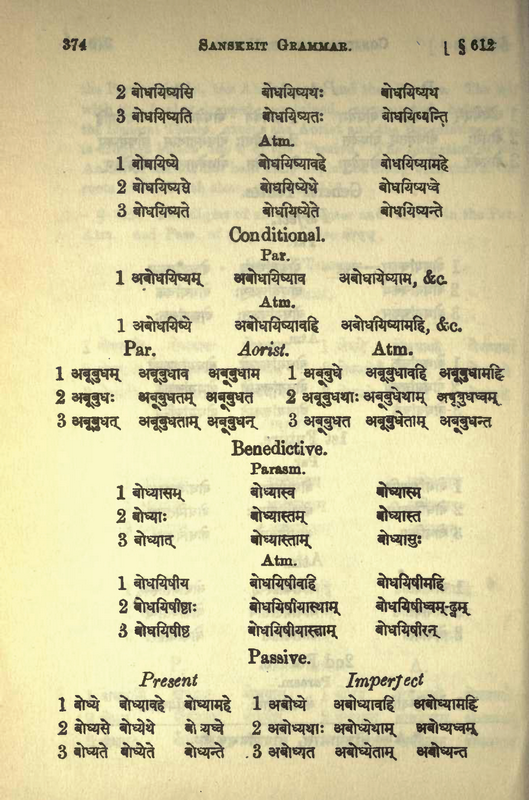 374 SANSKRIT GRAMMAR. [ § 612
2 बोधयिष्यसि बोधयिष्यथः बोधयिष्यथ
3 बोधयिष्यति बोधयिष्यतः बोधयिष्यन्ति
Atm.
1 बोधयिष्ये बोधयिष्यावहे बोधयिष्यामहे
2 बोधयिष्यसे बोधयिष्येथे बोधयिष्यध्वे
3 बोधयिष्यते बोधयिष्येते बोधयिष्यन्ते
Conditional.
Par.
1 अबोधयिष्यम् अबोधयिष्याव अबोधायेष्याम, &c.
Atm.
1 अबोधयिष्ये अबोधयिष्यावहि अबोधयिष्यामहि, &c.
Par. Aorist. Atm.
1 अबूबुधम् अबूबुधाव अबूबुधाम 1 अबूबुधे अबूबुधावहि अबूबुधामहि
2 अबूबुधः अबूबुधतम् अबूबुधत 2 अबूबुधथाः अबूबुधेथाम् अबूबुधध्वम्
3 अबूबुधत् अबूबुधताम् अबूबुधन् 3 अबूबुधत अबूबुधेताम् अबूबुधन्त
Benedictive.
Parasm.
1 बोध्यासम् बोध्यास्व बोध्यास्म
2 बोध्याः बोध्यास्तम् बोध्यास्त
3 बोध्यात् बोध्यास्ताम् बोध्यासुः
Atm.
1 बोधयिषीय बोधयिषीवहि बोधयिषीमहि
2 बोधयिषीष्ठाः बोधयिषीयास्थाम् बोधयिषीध्वम्-ढ्वम्
3 बोधयिषीष्ट बोधयिषीयास्ताम् बोधयिषीरन्
Passive.
Present Imperfect
1 बोध्ये बोध्यावहे बोध्यामहे 1 अबोध्ये अबोध्यावहि अबोध्यामहि
2 बोध्यसे बोध्येथे बोध्यध्वे 2 अबोध्यथाः अबोध्येथाम् अबोध्यध्वम्
3 बोध्यते बोध्येते बोध्यन्ते 3 अबोध्यत अबोध्येताम् अबोध्यन्त